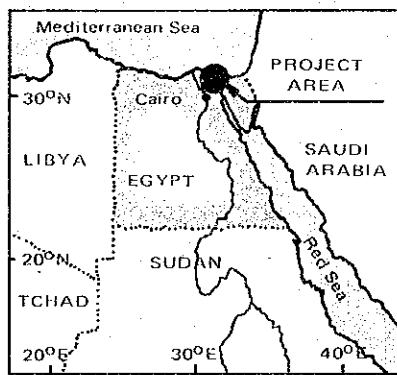 Mediterranean Sea
PROJECT
AREA
30°N
Cairo
LIBYA
EGYPT
SAUDI
ARABIA
20°N
SUDAN
Red Sea
TCHAD
20°E
30°E
40°E